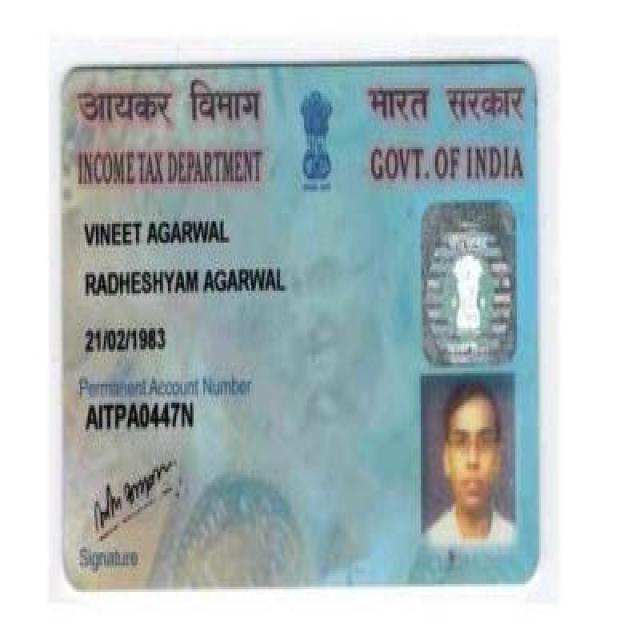 आयकर विभाग
INCOME TAX DEPARTMENT
भारत सरकार
GOVT. OF INDIA
VINEET AGARWAL
RADHESHYAM AGARWAL
21/02/1983
Permanent Account Number
AITPA0447N
Signature